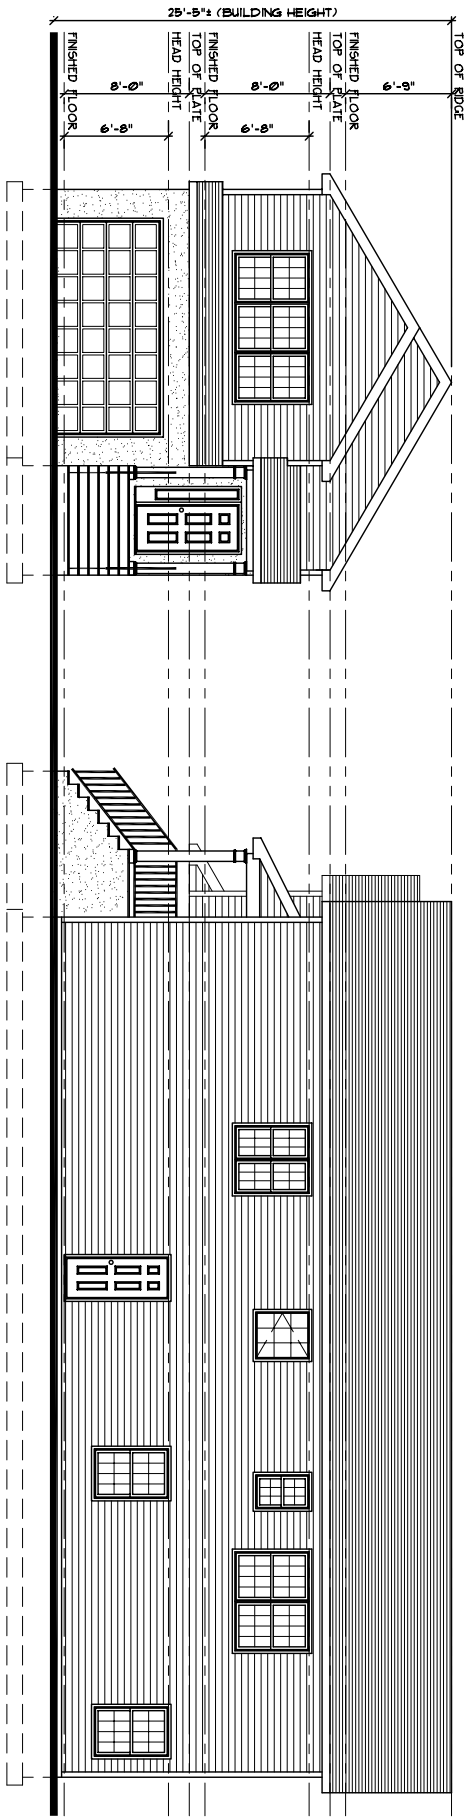 25'-5"± (BUILDING HEIGHT)
TOP OF RIDGE
6'-9"
FINISHED FLOOR
TOP OF PLATE
HEAD HEIGHT
8'-0"
6'-8"
FINISHED FLOOR
TOP OF PLATE
HEAD HEIGHT
8'-0"
6'-8"
FINISHED FLOOR